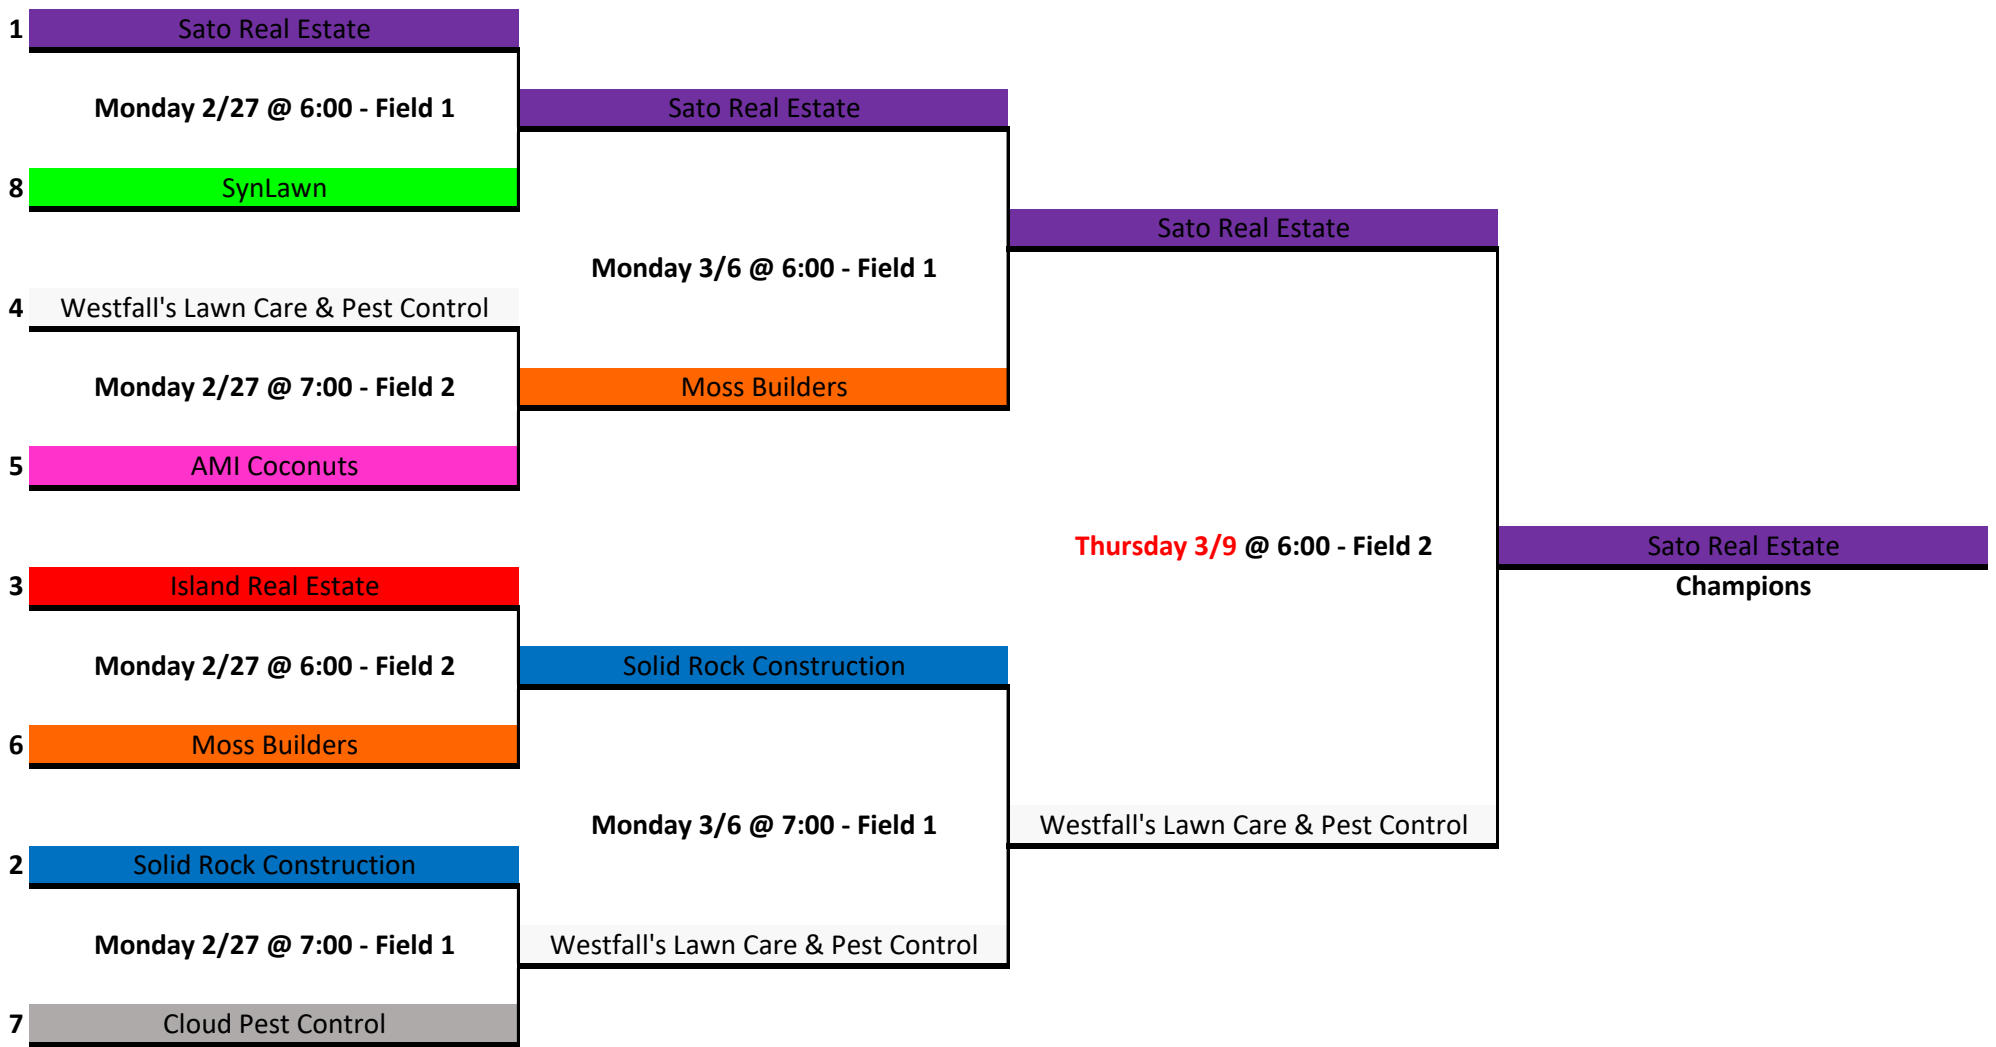 1 Sato Real Estate
Monday 2/27 @ 6:00 - Field 1
Sato Real Estate
8 SynLawn
Sato Real Estate
Monday 3/6 @ 6:00 - Field 1
4 Westfall's Lawn Care & Pest Control
Monday 2/27 @ 7:00 - Field 2
Moss Builders
5 AMI Coconuts
Thursday 3/9 @ 6:00 - Field 2
Sato Real Estate
3 Island Real Estate
Champions
Monday 2/27 @ 6:00 - Field 2
Solid Rock Construction
6 Moss Builders
Monday 3/6 @ 7:00 - Field 1
Westfall's Lawn Care & Pest Control
2 Solid Rock Construction
Monday 2/27 @ 7:00 - Field 1
Westfall's Lawn Care & Pest Control
7 Cloud Pest Control